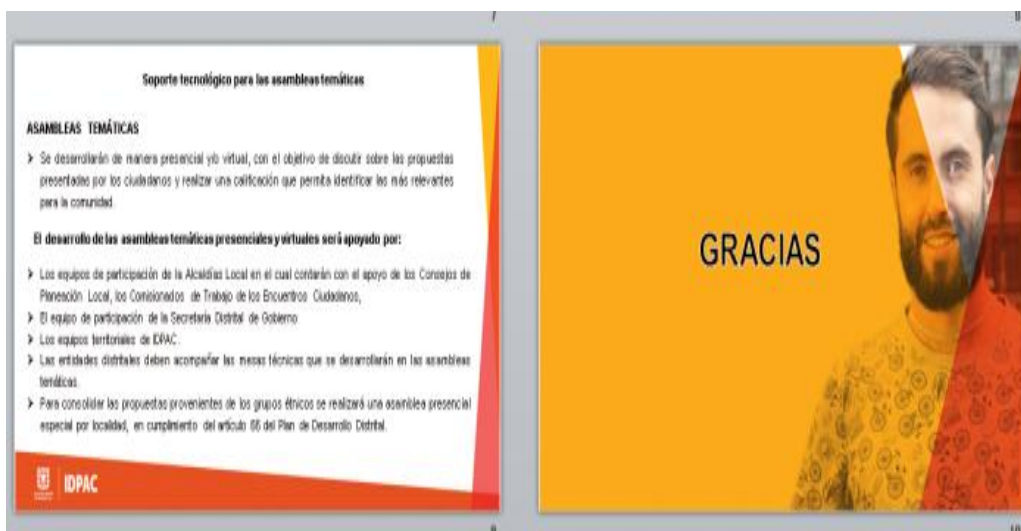 Soporte tecnológico para las asambleas temáticas
ASAMBLEAS TEMÁTICAS
➢ Se desarrollarán de manera presencial y/o virtual, con el objetivo de discutir sobre las propuestas
presentadas por los ciudadanos y realizar una calificación que permita identificar las más relevantes
para la comunidad.
El desarrollo de las asambleas temáticas presenciales y virtuales será apoyado por:
➢ Los equipos de participación de la Alcaldías Local en el cual contarán con el apoyo de los Consejos de
Planeación Local, los Comisionados de Trabajo de los Encuentros Ciudadanos,
➢ El equipo de participación de la Secretaría Distrital de Gobierno
➢ Los equipos territoriales de IDPAC.
➢ Las entidades distritales deben acompañar las mesas técnicas que se desarrollarán en las asambleas
temáticas.
➢ Para consolidar las propuestas provenientes de los grupos étnicos se realizará una asamblea presencial
especial por localidad, en cumplimiento del artículo 66 del Plan de Desarrollo Distrital.
IDPAC
GRACIAS